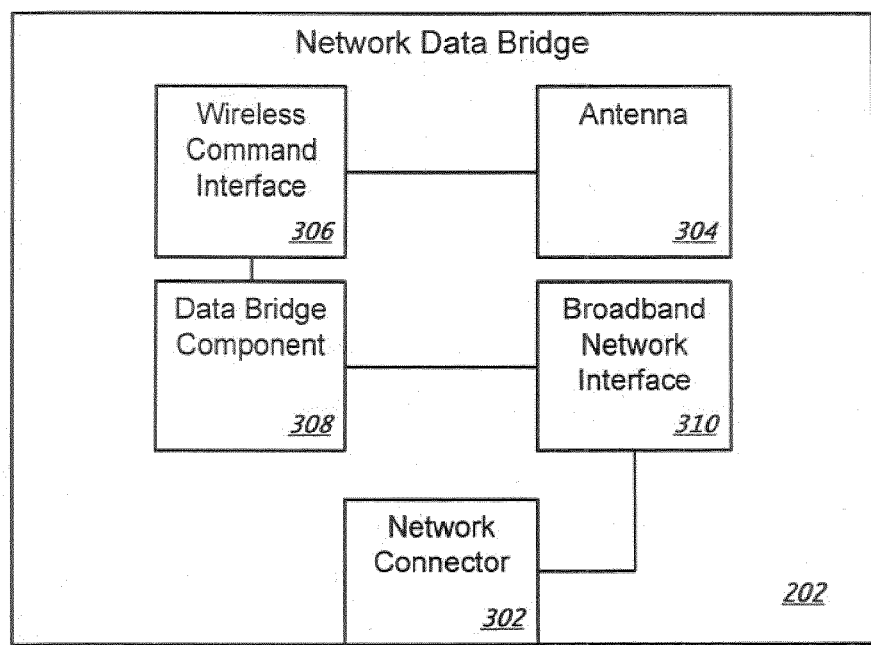 Network Data Bridge
Wireless
Command
Interface
306
Antenna
304
Data Bridge
Component
308
Broadband
Network
Interface
310
Network
Connector
302
202